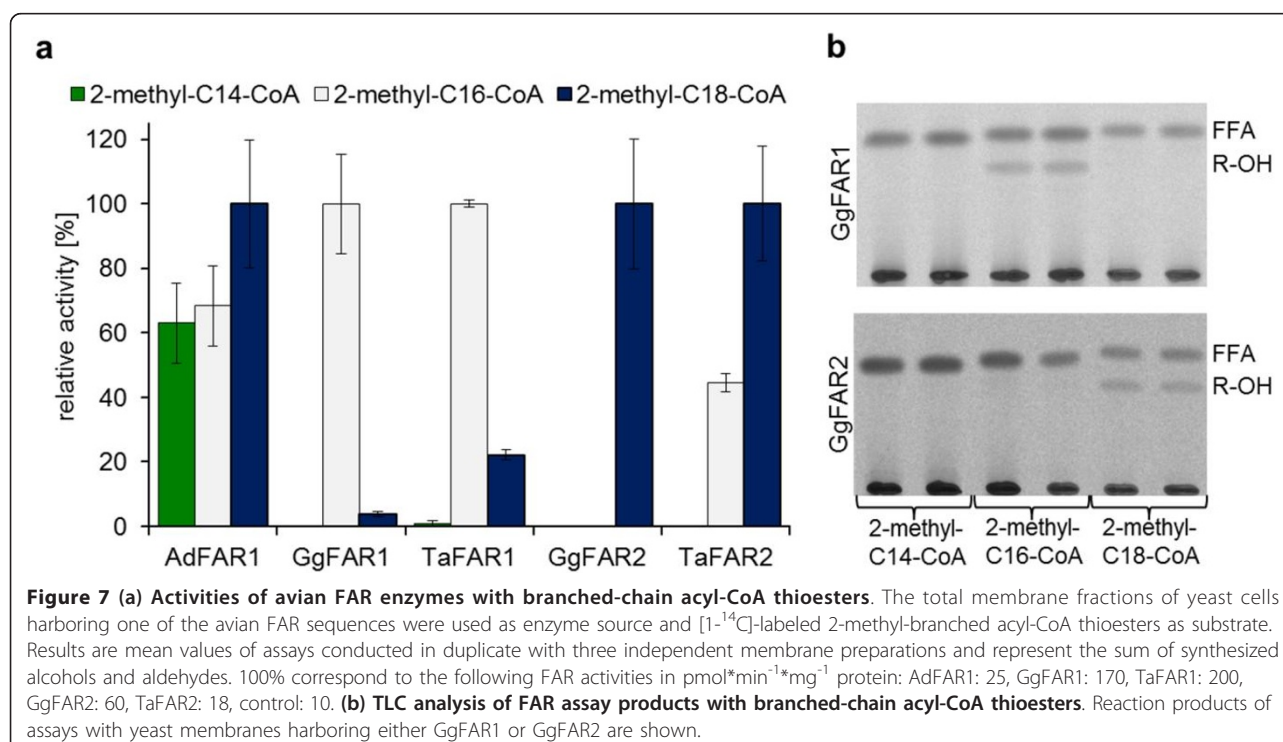 a
2-methyl-C14-CoA 2-methyl-C16-CoA 2-methyl-C18-CoA
relative activity [%]
120
100
80
60
40
20
0
AdFAR1 GgFAR1 TaFAR1 GgFAR2 TaFAR2
b
GgFAR1
FFA
R-OH
GgFAR2
FFA
R-OH
2-methyl- 2-methyl- 2-methyl-
C14-CoA C16-CoA C18-CoA
Figure 7 (a) Activities of avian FAR enzymes with branched-chain acyl-CoA thioesters. The total membrane fractions of yeast cells
harboring one of the avian FAR sequences were used as enzyme source and [1-¹⁴C]-labeled 2-methyl-branched acyl-CoA thioesters as substrate.
Results are mean values of assays conducted in duplicate with three independent membrane preparations and represent the sum of synthesized
alcohols and aldehydes. 100% correspond to the following FAR activities in pmol*min⁻¹*mg⁻¹ protein: AdFAR1: 25, GgFAR1: 170, TaFAR1: 200,
GgFAR2: 60, TaFAR2: 18, control: 10. (b) TLC analysis of FAR assay products with branched-chain acyl-CoA thioesters. Reaction products of
assays with yeast membranes harboring either GgFAR1 or GgFAR2 are shown.